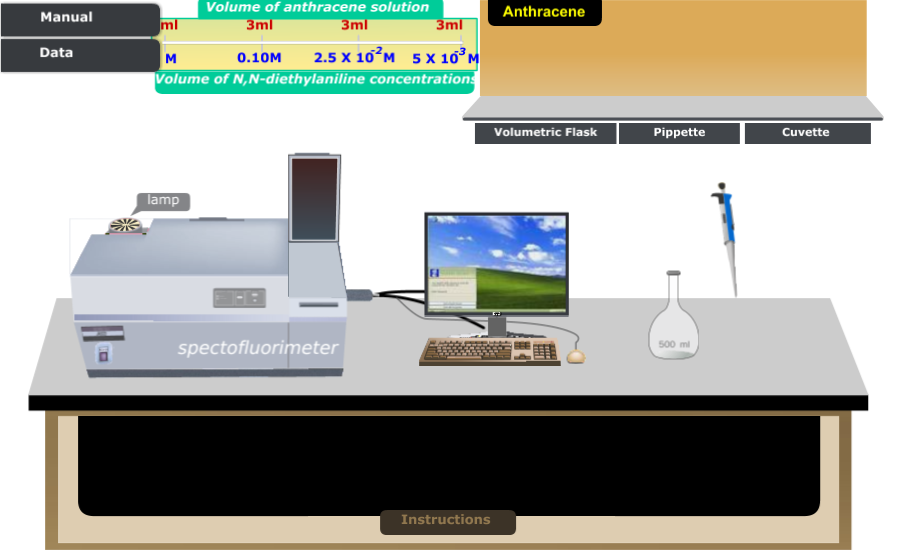 Manual
Data
Volume of anthracene solution
ml 3ml 3ml 3ml
M 0.10M 2.5 X 10-2 M 5 X 10-3 M
Volume of N,N-diethylaniline concentrations
Anthracene
Volumetric Flask Pippette Cuvette
lamp
spectofluorimeter
500 ml
Instructions